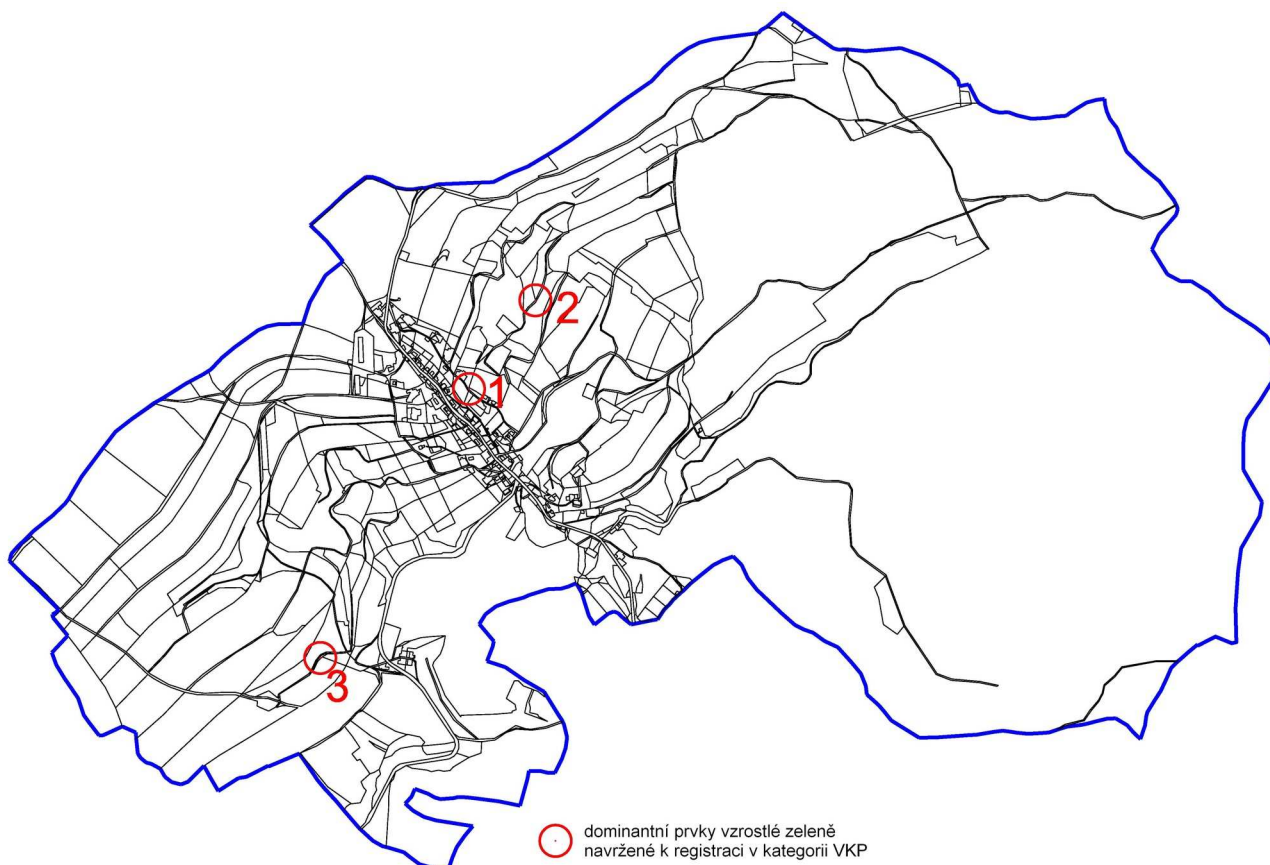 2
1
3
dominantní prvky vzrostlé zeleně
navržené k registraci v kategorii VKP